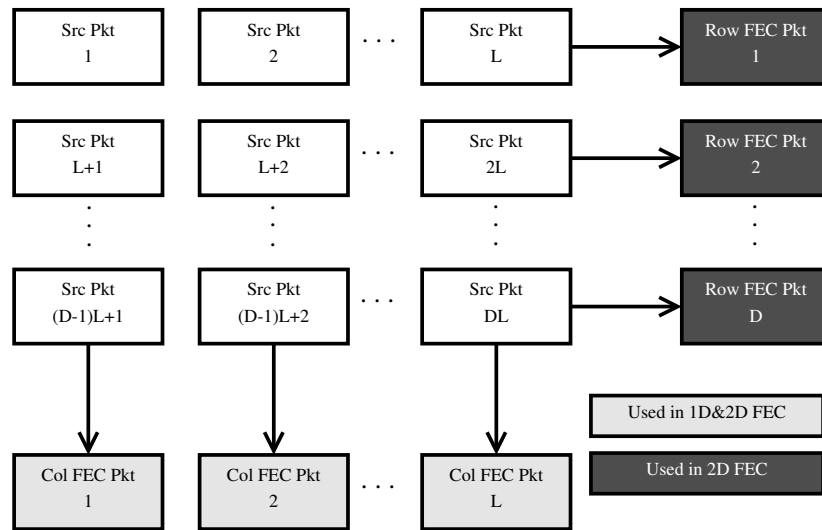 Src Pkt
1
Src Pkt
2
. . .
Src Pkt
L
Row FEC Pkt
1
Src Pkt
L+1
Src Pkt
L+2
. . .
Src Pkt
2L
Row FEC Pkt
2
Src Pkt
(D-1)L+1
Src Pkt
(D-1)L+2
. . .
Src Pkt
DL
Row FEC Pkt
D
Used in 1D&2D FEC
Used in 2D FEC
Col FEC Pkt
1
Col FEC Pkt
2
. . .
Col FEC Pkt
L